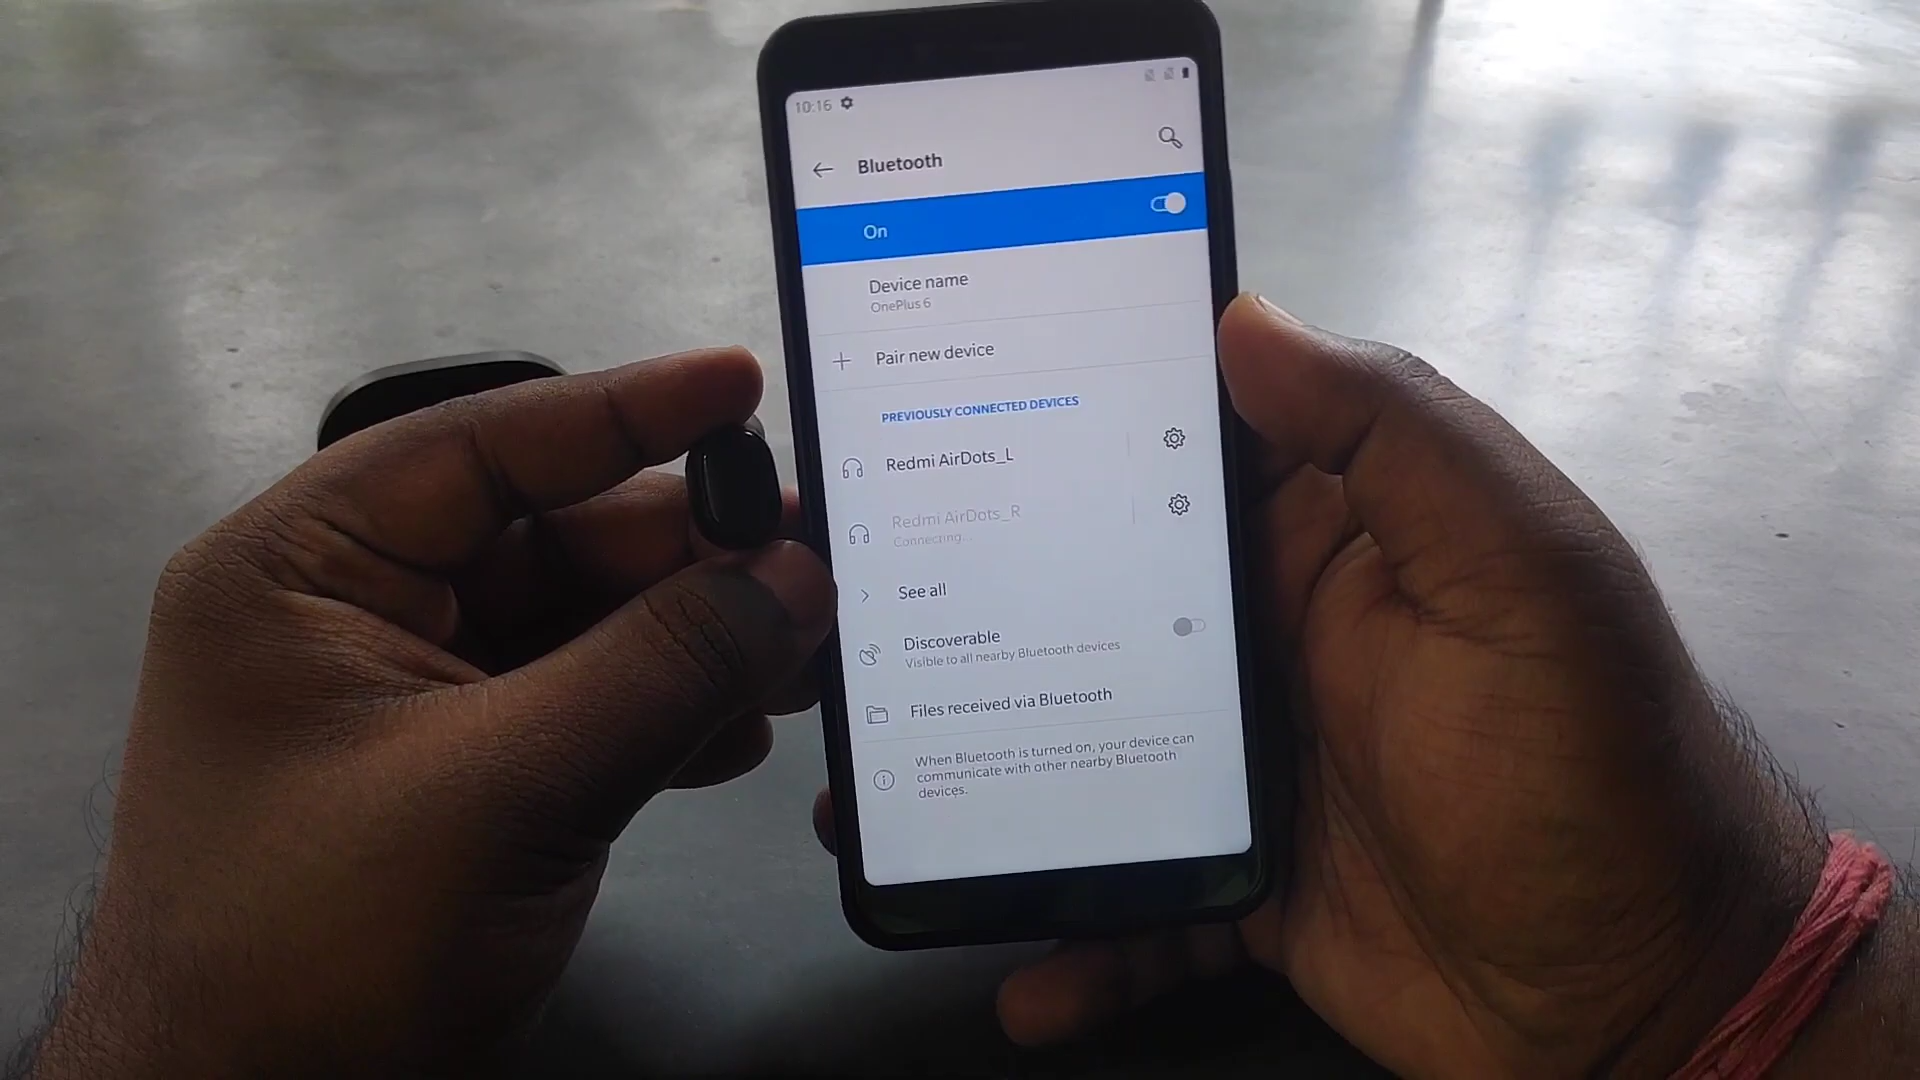 10:16
Bluetooth
On
Device name
OnePlus 6
Pair new device
PREVIOUSLY CONNECTED DEVICES
Redmi AirDots_L
Redmi AirDots_R
Connecting...
See all
Discoverable
Visible to all nearby Bluetooth devices
Files received via Bluetooth
When Bluetooth is turned on, your device can
communicate with other nearby Bluetooth
devices.